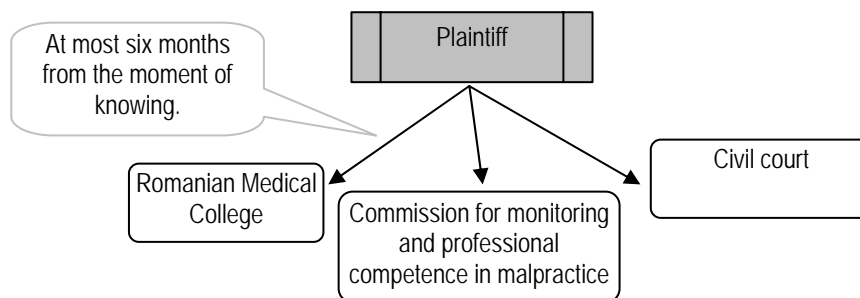 At most six months
from the moment of
knowing.
Plaintiff
Romanian Medical
College
Commission for monitoring
and professional
competence in malpractice
Civil court